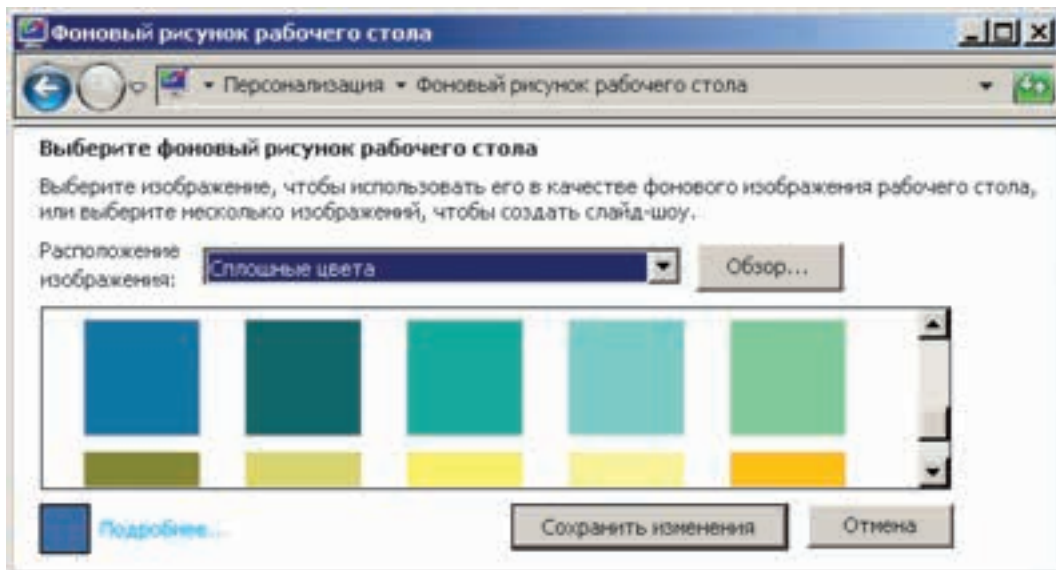 Фоновый рисунок рабочего стола
Персонализация Фоновый рисунок рабочего стола
Выберите фоновый рисунок рабочего стола
Выберите изображение, чтобы использовать его в качестве фонового изображения рабочего стола,
или выберите несколько изображений, чтобы создать слайд-шоу.
Расположение
изображения:
Сплошные цвета
Обзор...
Подробнее...
Сохранить изменения
Отмена